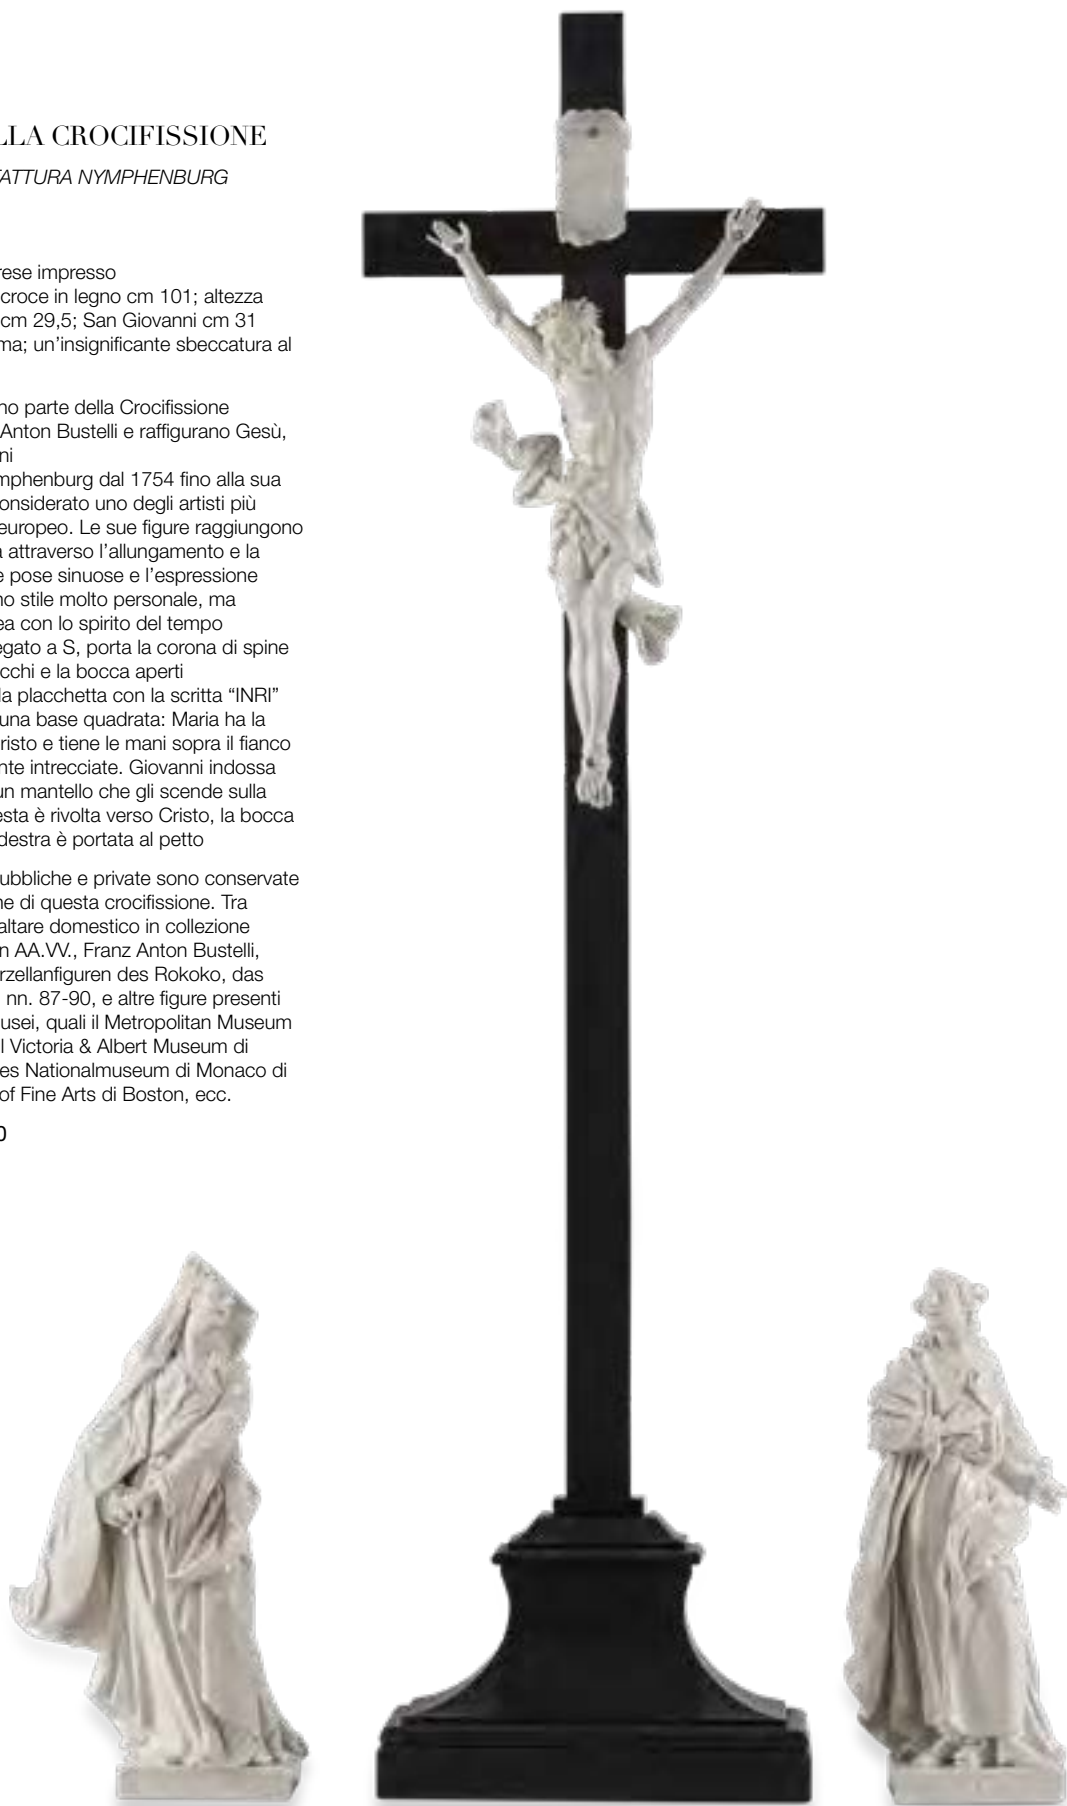 LLA CROCIFISSIONE
FATTURA NYMPHENBURG
rese impresso
croce in legno cm 101; altezza
cm 29,5; San Giovanni cm 31
ma; un’insignificante sbeccatura al
no parte della Crocifissione
Anton Bustelli e raffigurano Gesù,
ni
mphenburg dal 1754 fino alla sua
onsiderato uno degli artisti più
europeo. Le sue figure raggiungono
a attraverso l’allungamento e la
e pose sinuose e l’espressione
no stile molto personale, ma
ea con lo spirito del tempo
egato a S, porta la corona di spine
cchi e la bocca aperti
la placchetta con la scritta “INRI”
una base quadrata: Maria ha la
risto e tiene le mani sopra il fianco
nte intrecciate. Giovanni indossa
un mantello che gli scende sulla
esta è rivolta verso Cristo, la bocca
destra è portata al petto
ubbliche e private sono conservate
ne di questa crocifissione. Tra
altare domestico in collezione
n AA.VV., Franz Anton Bustelli,
rzellanfiguren des Rokoko, das
nn. 87-90, e altre figure presenti
usei, quali il Metropolitan Museum
l Victoria & Albert Museum di
es Nationalmuseum di Monaco di
of Fine Arts di Boston, ecc.
0